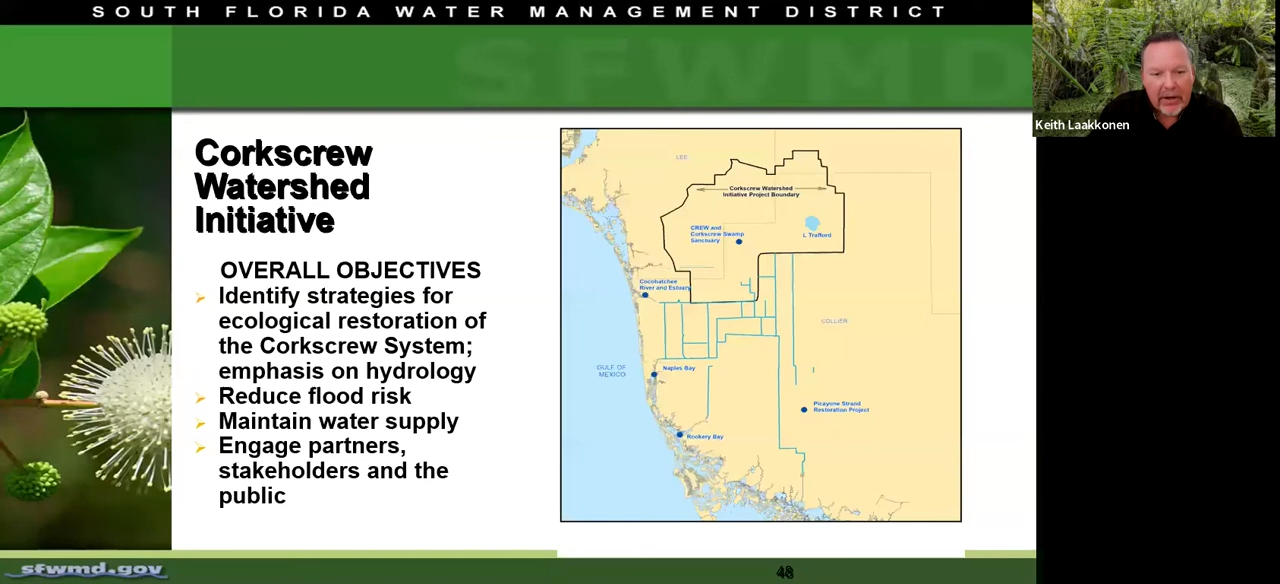 SOUTH FLORIDA WATER MANAGEMENT DISTRICT
SFWMD
Keith Laakkonen
Corkscrew
Watershed
Initiative
OVERALL OBJECTIVES
Identify strategies for
ecological restoration of
the Corkscrew System;
emphasis on hydrology
Reduce flood risk
Maintain water supply
Engage partners,
stakeholders and the
public
LEE
Corkscrew Watershed
Initiative Project Boundary
CREW and
Corkscrew Swamp
Sanctuary
L Trafford
Cocohatchee
River and Estuary
COLLIER
GULF OF
MEXICO
Naples Bay
Picayune Strand
Restoration Project
Rookery Bay
sfwmd.gov
48